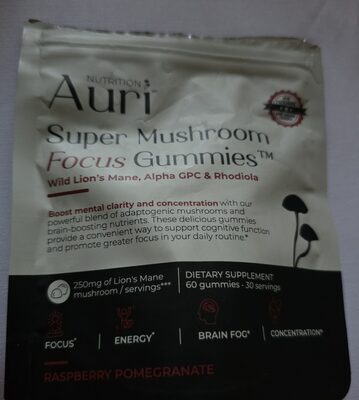 NUTRITION
Auri
Super Mushroom
Focus Gummies™
Wild Lion's Mane, Alpha GPC & Rhodiola
Boost mental clarity and concentration with our
powerful blend of adaptogenic mushrooms and
brain-boosting nutrients. These delicious gummies
provide a convenient way to support cognitive function
and promote greater focus in your daily routine.*
250mg of Lion's Mane
mushroom / servings***
DIETARY SUPPLEMENT
60 gummies - 30 servings
FOCUS*
ENERGY*
BRAIN FOG*
CONCENTRATION*
RASPBERRY POMEGRANATE